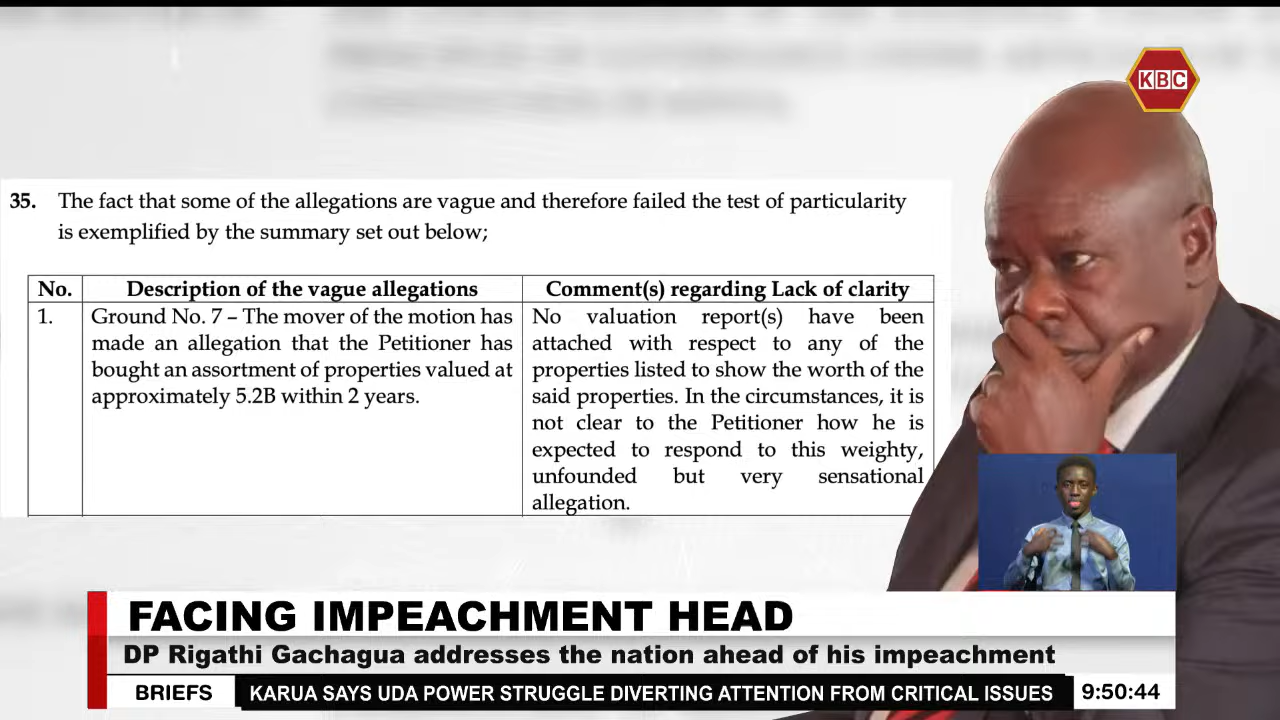 KBC
35. The fact that some of the allegations are vague and therefore failed the test of particularity
is exemplified by the summary set out below;
No. Description of the vague allegations Comment(s) regarding Lack of clarity
1. Ground No. 7 – The mover of the motion has
made an allegation that the Petitioner has
bought an assortment of properties valued at
approximately 5.2B within 2 years.
No valuation report(s) have been
attached with respect to any of the
properties listed to show the worth of the
said properties. In the circumstances, it is
not clear to the Petitioner how he is
expected to respond to this weighty,
unfounded but very sensational
allegation.
FACING IMPEACHMENT HEAD
DP Rigathi Gachagua addresses the nation ahead of his impeachment
BRIEFS KARUA SAYS UDA POWER STRUGGLE DIVERTING ATTENTION FROM CRITICAL ISSUES 9:50:44